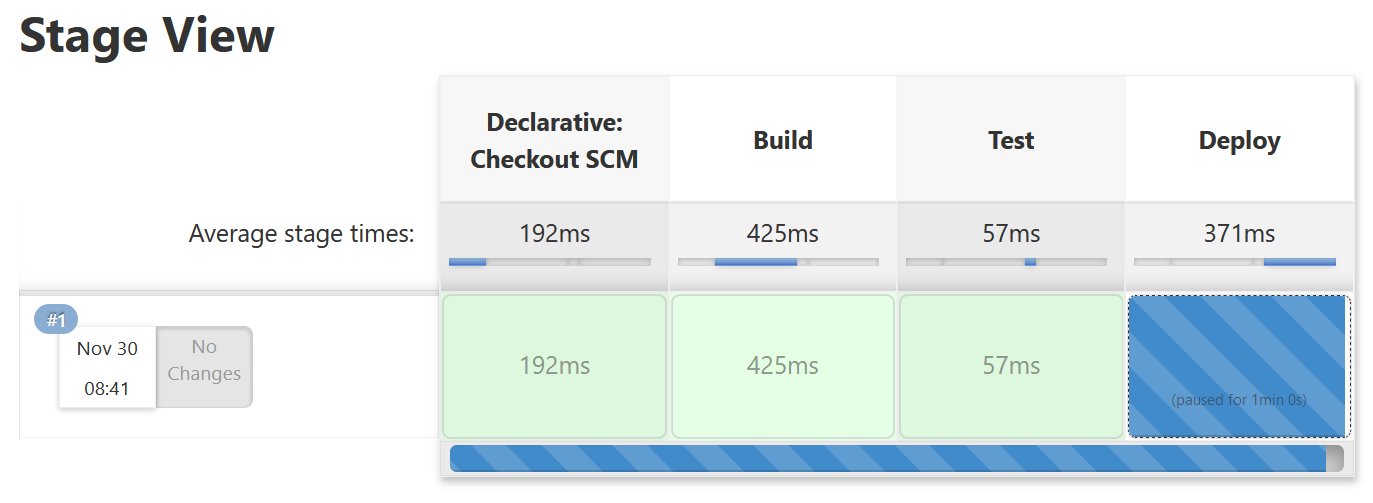 Stage View
Declarative:
Checkout SCM
Build
Test
Deploy
Average stage times:
192ms
425ms
57ms
371ms
#1
Nov 30
08:41
No
Changes
192ms
425ms
57ms
(paused for 1min 0s)